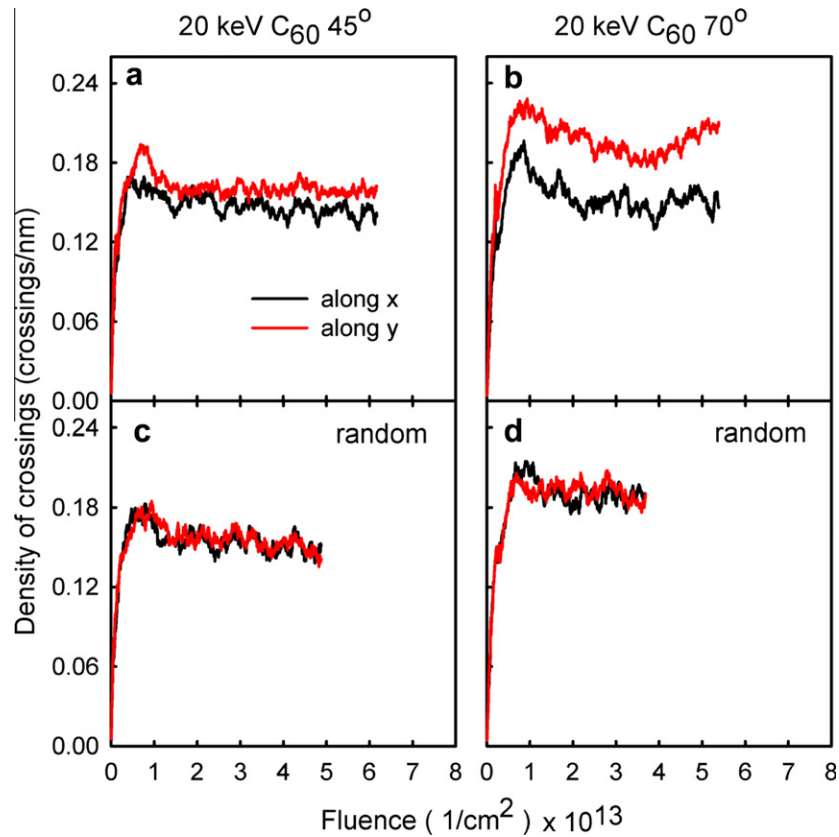 20 keV C60 45o
20 keV C60 70o
Density of crossings (crossings/nm)
a
0.24
0.18
0.12
0.06
0.00
along x
along y
0 1 2 3 4 5 6 7 8
b
0 1 2 3 4 5 6 7 8
c
random
0.24
0.18
0.12
0.06
0.00
d
random
Fluence ( 1/cm2 ) x 1013